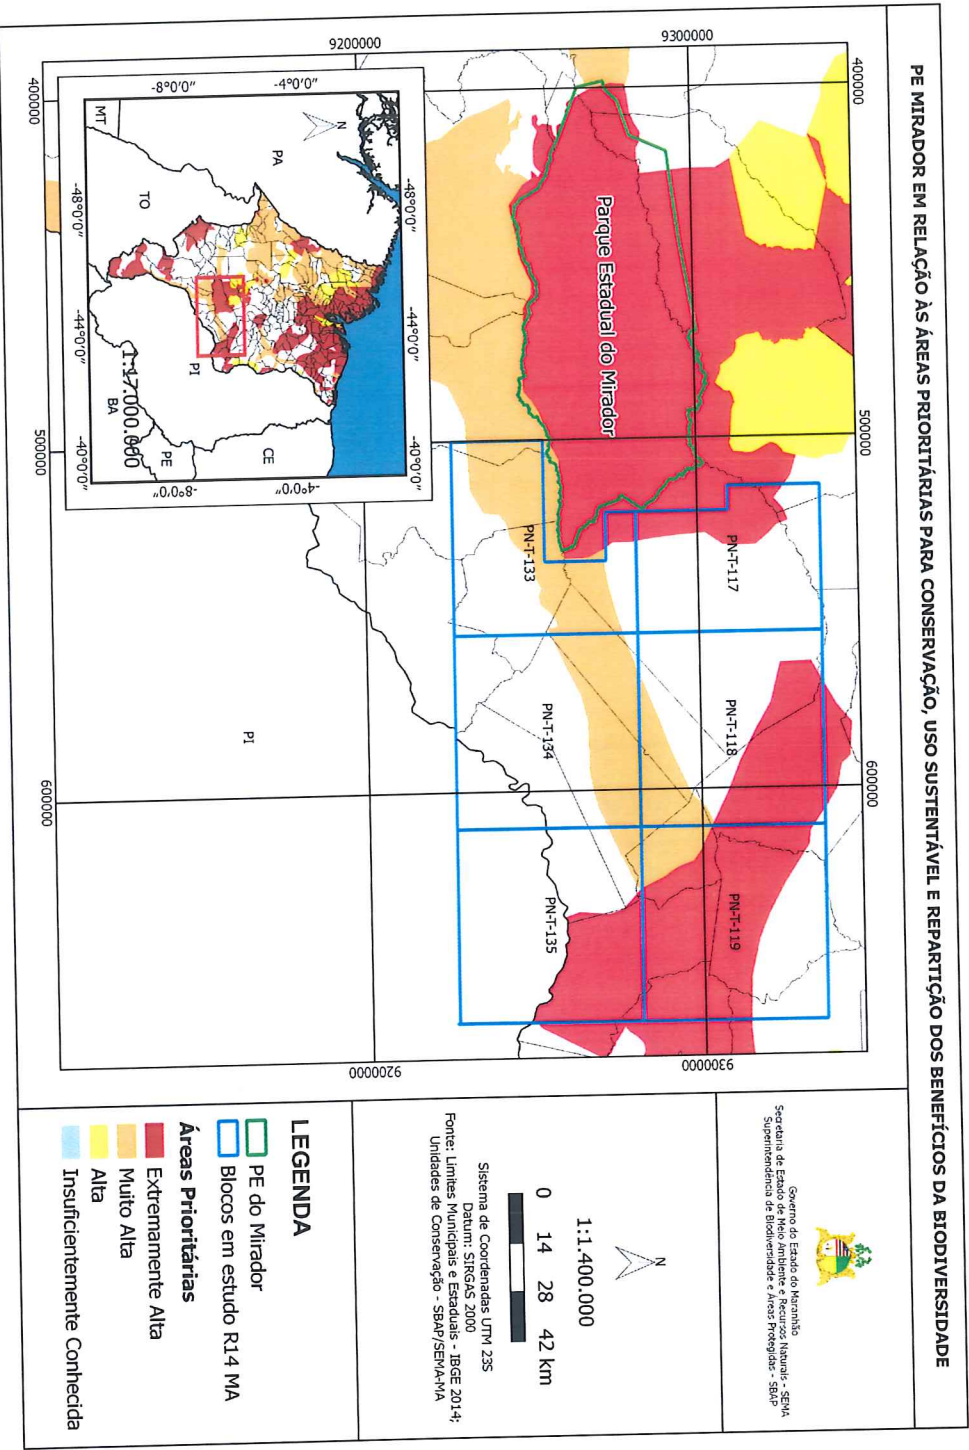 PE MIRADOR EM RELAÇÃO ÀS ÁREAS PRIORITÁRIAS PARA CONSERVAÇÃO, USO SUSTENTÁVEL E REPARTIÇÃO DOS BENEFÍCIOS DA BIODIVERSIDADE
400000
500000
600000
9300000
9300000
9200000
9200000
400000
500000
600000
Parque Estadual do Mirador
PN-T-117
PN-T-118
PN-T-119
PN-T-133
PN-T-134
PN-T-135
PI
-48°0'0"
-44°0'0"
-40°0'0"
-4°0'0"
-4°0'0"
-8°0'0"
-8°0'0"
-48°0'0"
-44°0'0"
-40°0'0"
N
PA
TO
MT
PI
CE
PE
BA
1:17.000.000
Governo do Estado do Maranhão
Secretaria de Estado de Meio Ambiente e Recursos Naturais - SEMA
Superintendência de Biodiversidade e Áreas Protegidas - SBAP
N
1:1.400.000
0 14 28 42 km
Sistema de Coordenadas UTM 23S
Datum: SIRGAS 2000
Fonte: Limites Municipais e Estaduais - IBGE 2014;
Unidades de Conservação - SBAP/SEMA-MA
LEGENDA
PE do Mirador
Blocos em estudo R14 MA
Áreas Prioritárias
Extremamente Alta
Muito Alta
Alta
Insuficientemente Conhecida